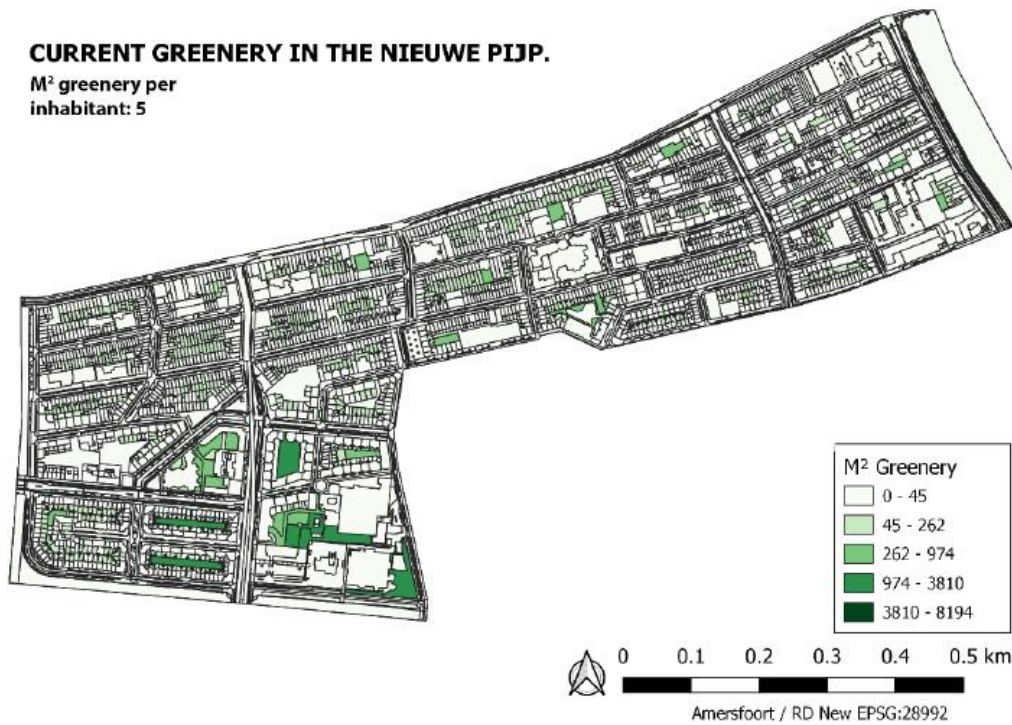 CURRENT GREENERY IN THE NIEUWE PIJP.
M² greenery per
inhabitant: 5
M² Greenery
0 - 45
45 - 262
262 - 974
974 - 3810
3810 - 8194
0 0.1 0.2 0.3 0.4 0.5 km
Amersfoort / RD New EPSG:28992